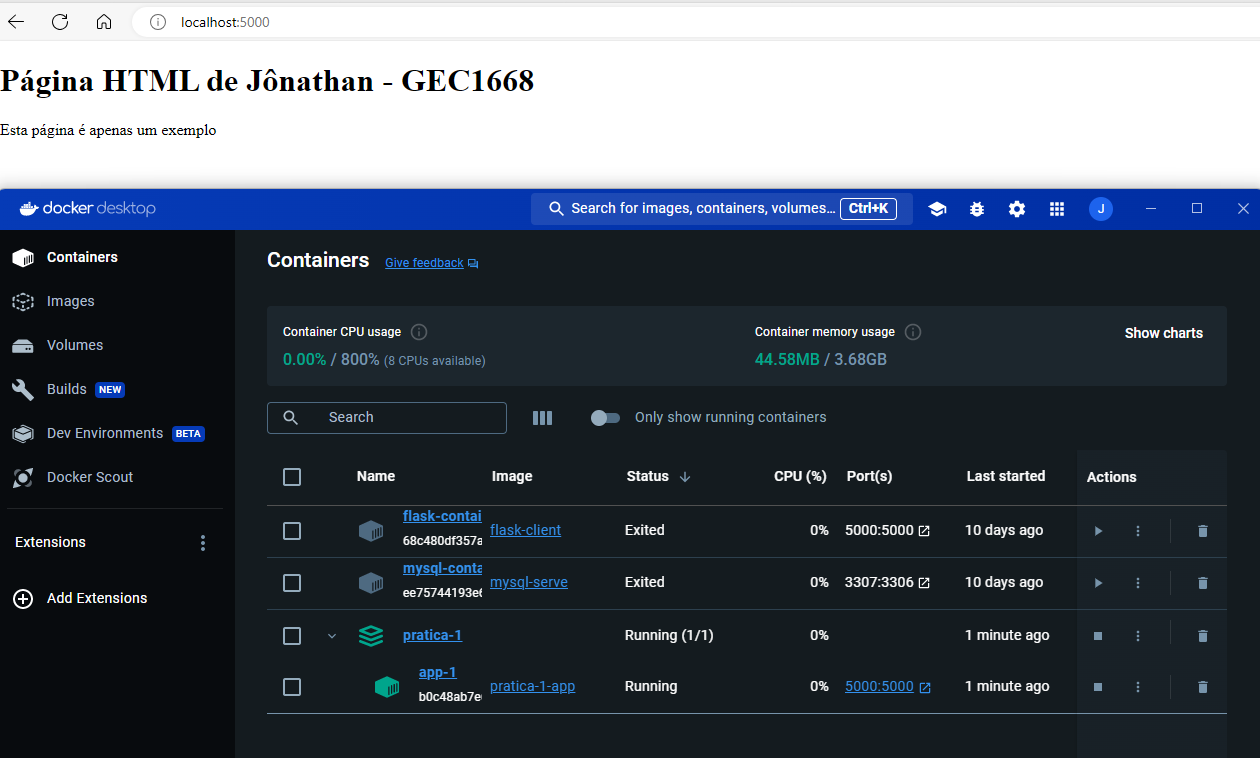 localhost:5000
Página HTML de Jônathan - GEC1668
Esta página é apenas um exemplo
docker desktop
Search for images, containers, volumes... Ctrl+K
J
Containers
Images
Volumes
Builds NEW
Dev Environments BETA
Docker Scout
Extensions
Add Extensions
Containers Give feedback
Container CPU usage
0.00% / 800% (8 CPUs available)
Container memory usage
44.58MB / 3.68GB
Show charts
Search
Only show running containers
Name Image Status CPU (%) Port(s) Last started Actions
flask-contai
68c480df357a
flask-client Exited 0% 5000:5000 10 days ago
mysql-conta
ee75744193e6
mysql-serve Exited 0% 3307:3306 10 days ago
pratica-1 Running (1/1) 0% 1 minute ago
app-1
b0c48ab7e
pratica-1-app Running 0% 5000:5000 1 minute ago